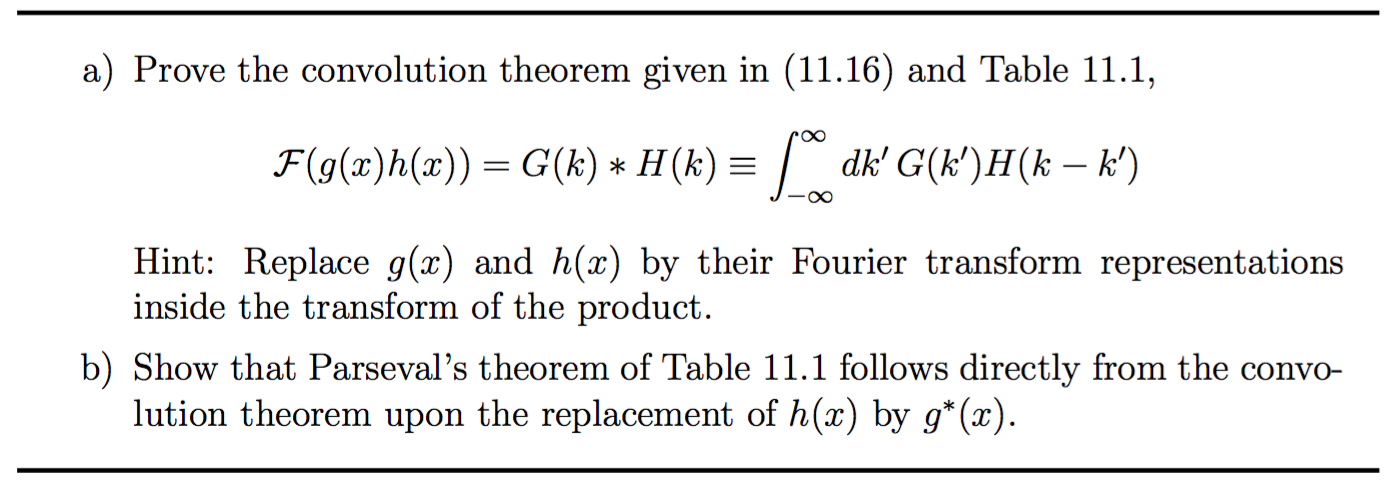 a) Prove the convolution theorem given in (11.16) and Table 11.1,
$\mathcal{F}(g(x)h(x)) = G(k) * H(k) \equiv \int_{-\infty}^{\infty} dk' \, G(k')H(k - k')$
Hint: Replace $g(x)$ and $h(x)$ by their Fourier transform representations
inside the transform of the product.
b) Show that Parseval's theorem of Table 11.1 follows directly from the convo-
lution theorem upon the replacement of $h(x)$ by $g^*(x)$.